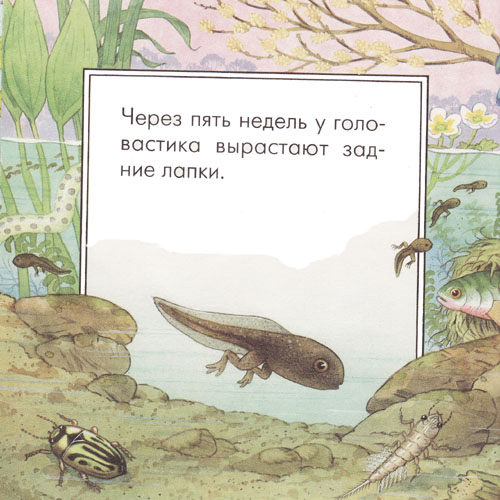 Через пять недель у голо-
вастика вырастают зад-
ние лапки.